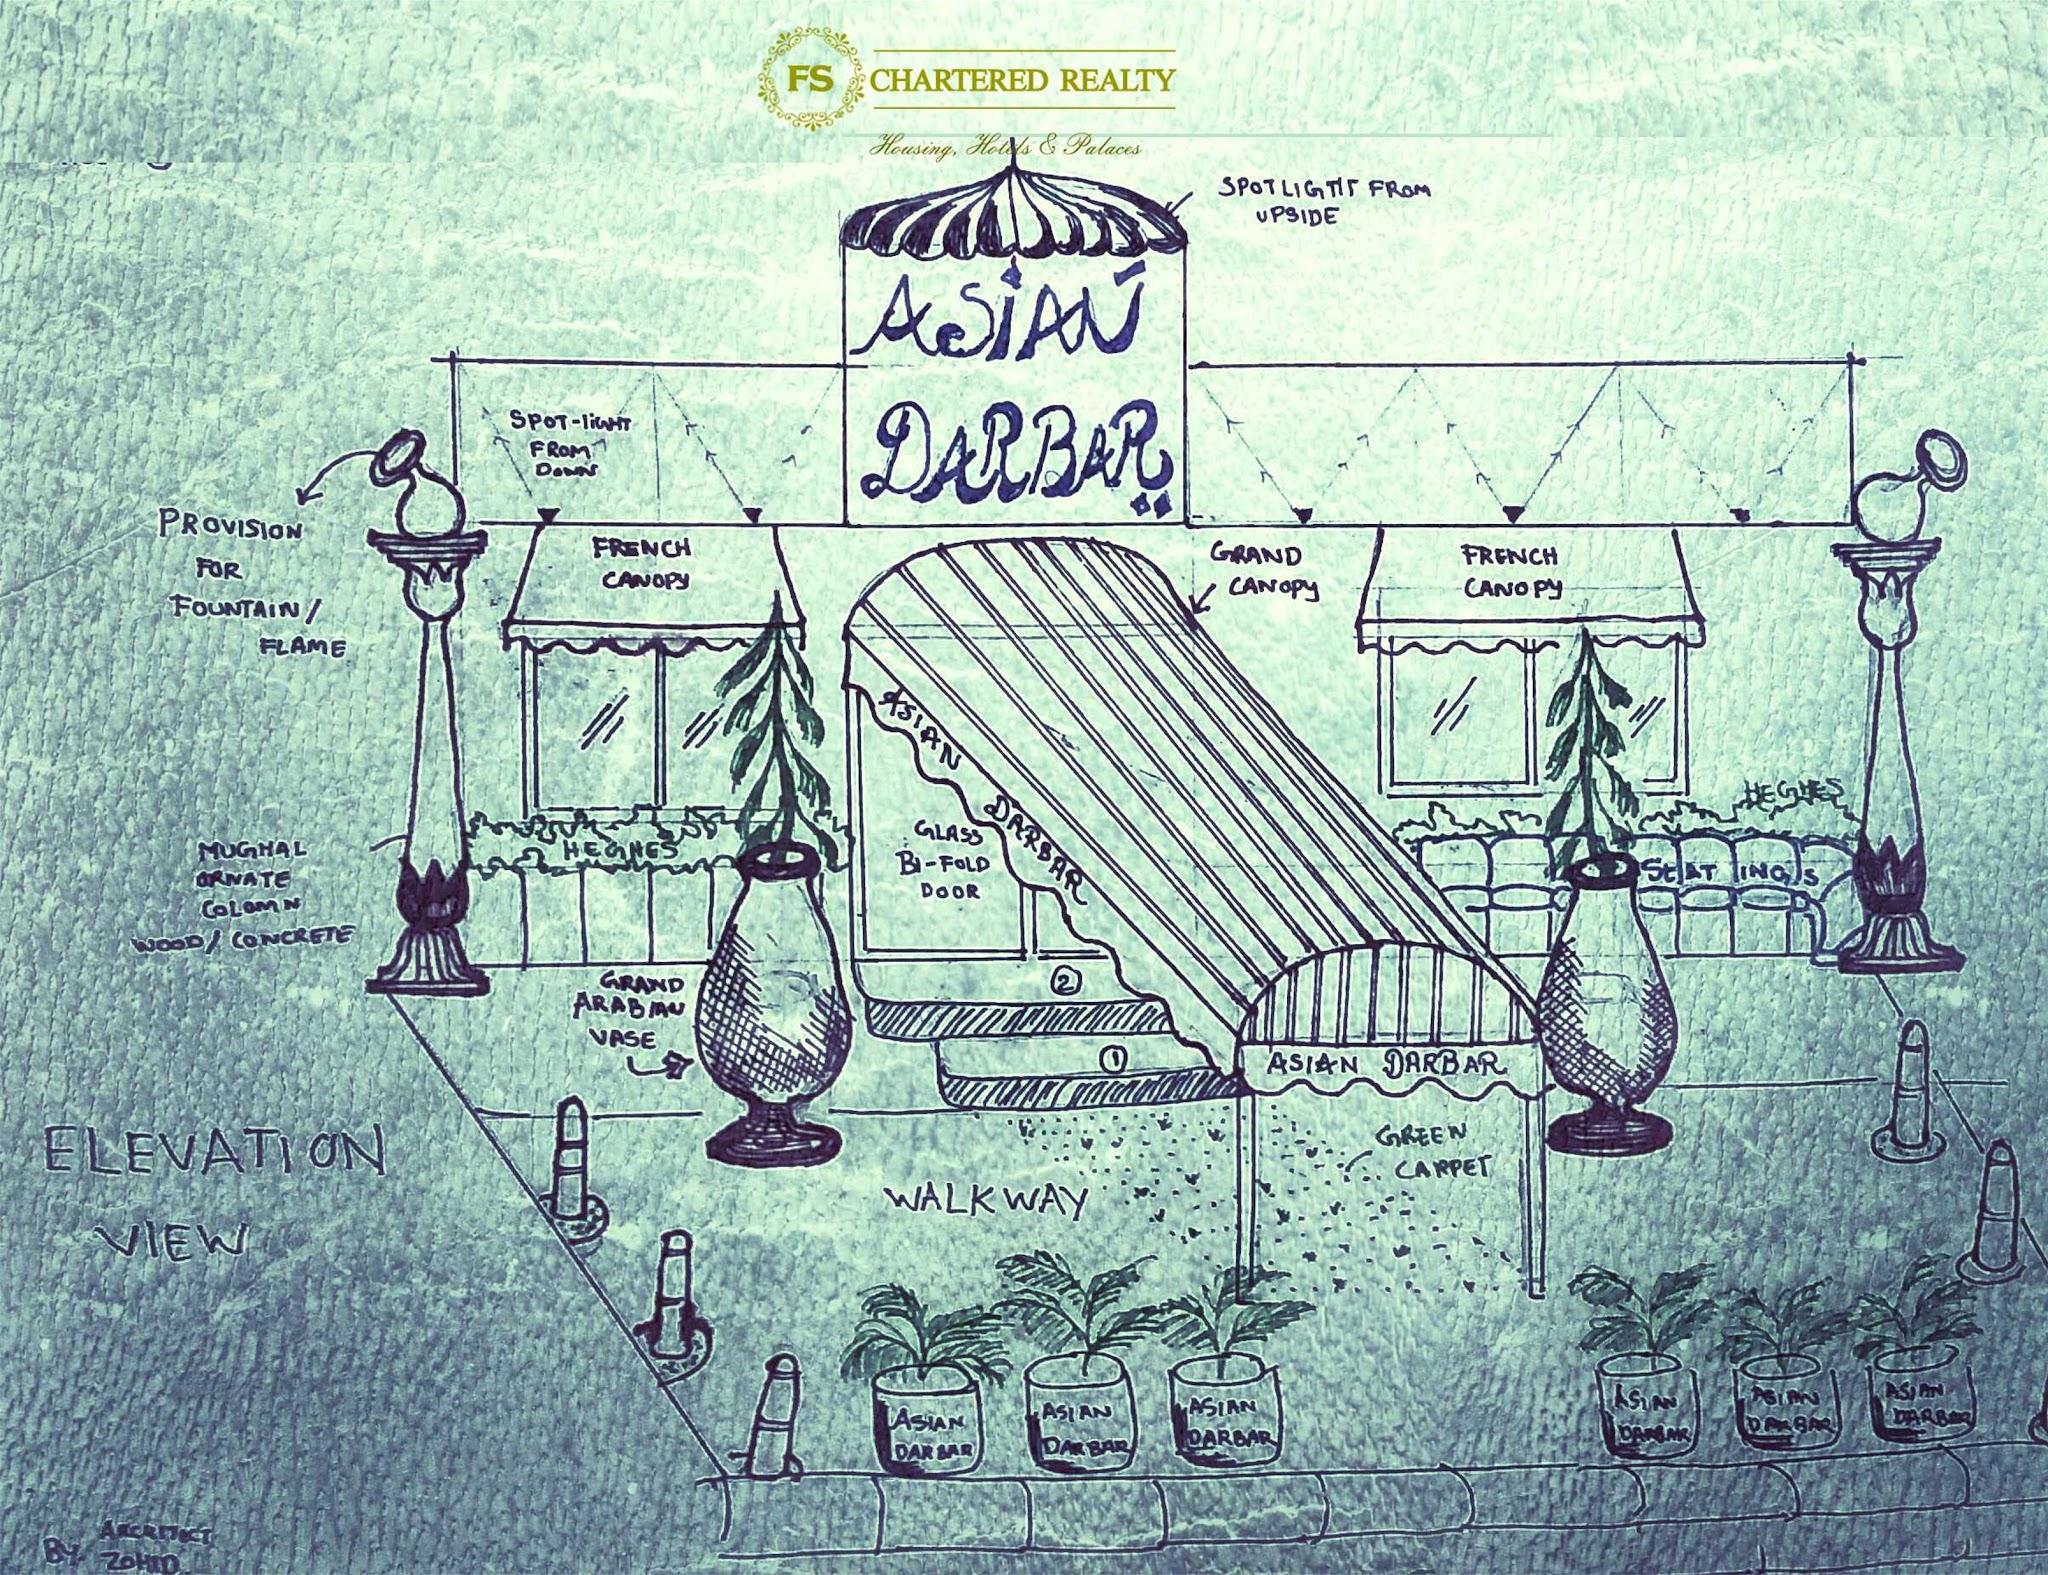 FS
CHARTERED REALTY
Housing, Hotels & Palaces
SPOTLIGHT FROM
UPSIDE
ASIAN
DARBAR
SPOT-LIGHT
FROM
DOWN
PROVISION
FOR
FOUNTAIN/
FLAME
FRENCH
CANOPY
GRAND
CANOPY
FRENCH
CANOPY
ASIAN DARBAR
GLASS
BI-FOLD
DOOR
HEGHES
HEGHES
SEATINGS
MUGHAL
ORNATE
COLOMN
WOOD/CONCRETE
GRAND
ARABIAN
VASE
2
1
ASIAN DARBAR
GREEN
CARPET
WALKWAY
ELEVATION
VIEW
ASIAN
DARBAR
ASIAN
DARBAR
ASIAN
DARBAR
ASIAN
DARBAR
ASIAN
DARBAR
ASIAN
DARBAR
BY ARCHITECT